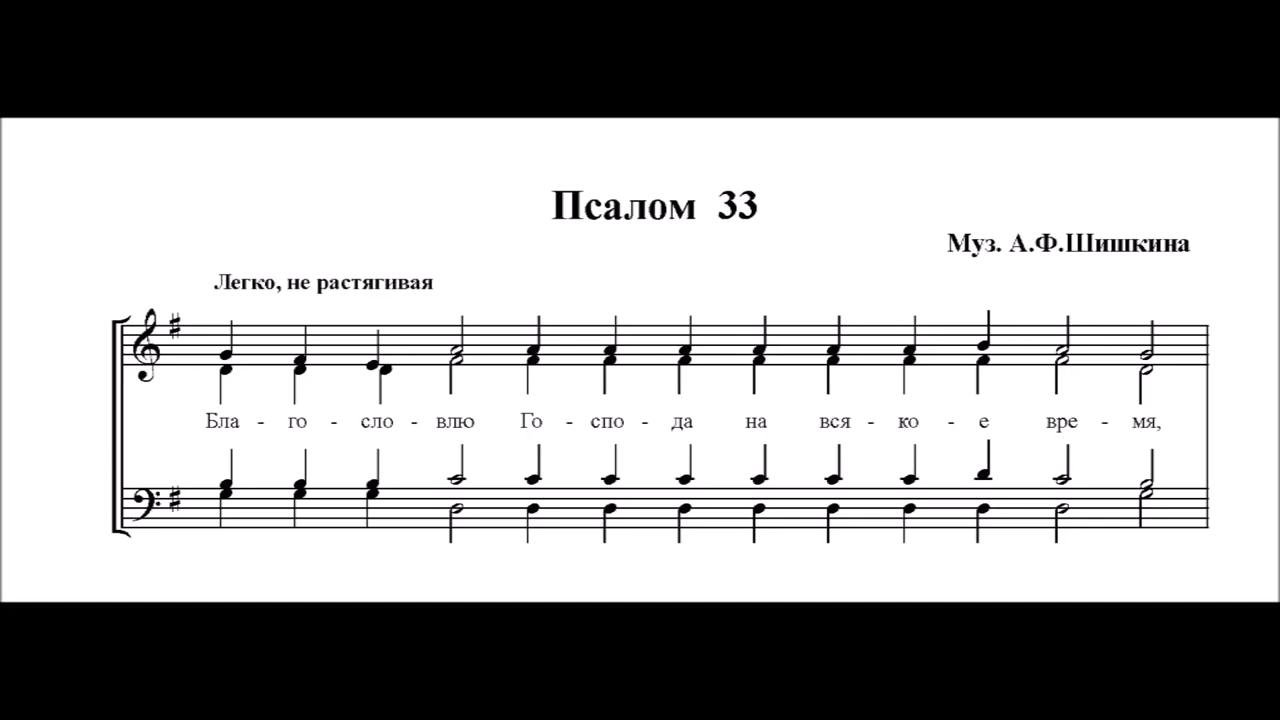 Псалом 33
Муз. А.Ф.Шишкина
Легко, не растягивая
Бла - го - сло - влю Го - спо - да на вся - ко - е вре - мя,